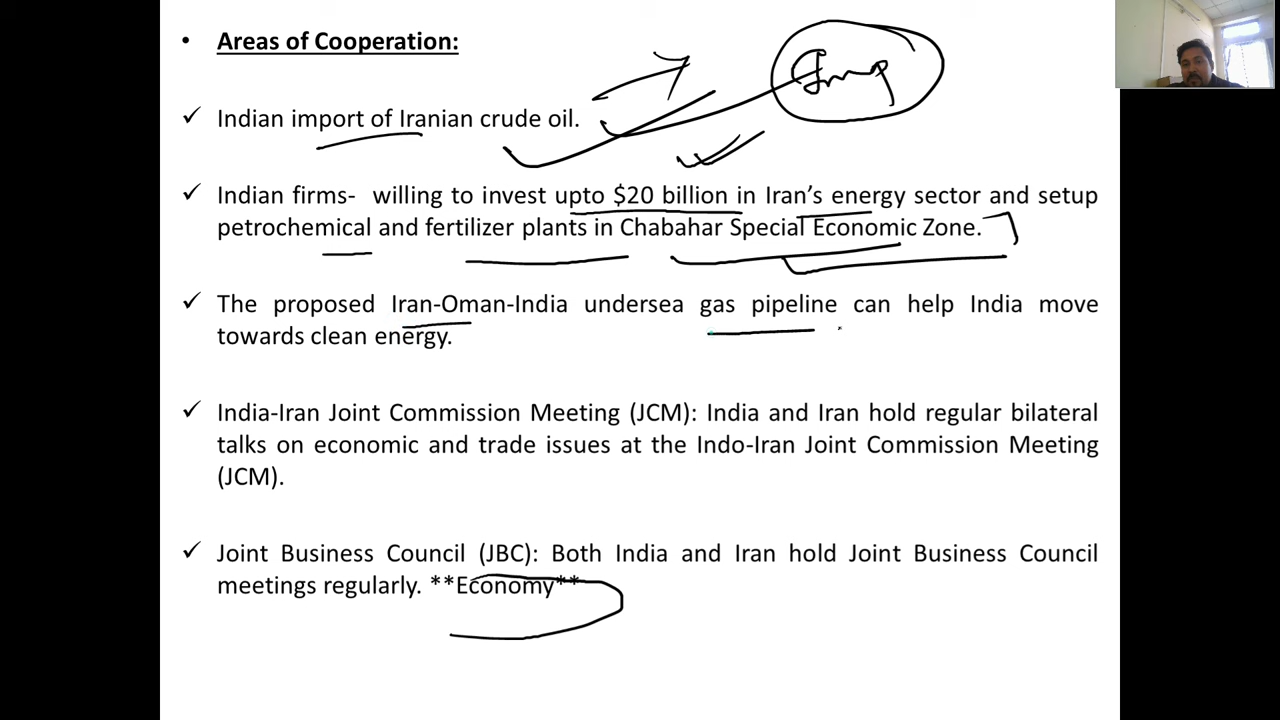 • Areas of Cooperation:
Imp
✓ Indian import of Iranian crude oil.
✓ Indian firms- willing to invest upto $20 billion in Iran's energy sector and setup
petrochemical and fertilizer plants in Chabahar Special Economic Zone.
✓ The proposed Iran-Oman-India undersea gas pipeline can help India move
towards clean energy.
✓ India-Iran Joint Commission Meeting (JCM): India and Iran hold regular bilateral
talks on economic and trade issues at the Indo-Iran Joint Commission Meeting
(JCM).
✓ Joint Business Council (JBC): Both India and Iran hold Joint Business Council
meetings regularly. **Economy**